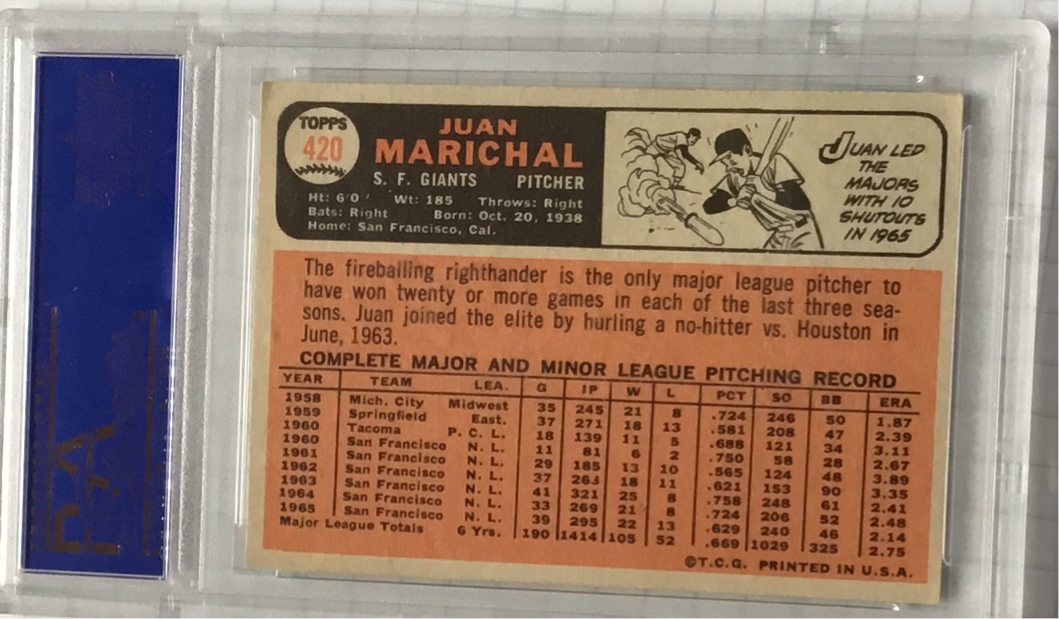 TOPPS
420
JUAN
MARICHAL
S. F. GIANTS PITCHER
Ht: 6'0" Wt: 185 Throws: Right
Bats: Right Born: Oct. 20, 1938
Home: San Francisco, Cal.
JUAN LED
THE
MAJORS
WITH 10
SHUTOUTS
IN 1965
The fireballing righthander is the only major league pitcher to
have won twenty or more games in each of the last three sea-
sons. Juan joined the elite by hurling a no-hitter vs. Houston in
June, 1963.
COMPLETE MAJOR AND MINOR LEAGUE PITCHING RECORD
YEAR TEAM LEA. G IP W L PCT SO BB ERA
1958 Mich. City Midwest 35 245 21 8 .724 246 50 1.87
1959 Springfield East. 37 271 18 13 .581 208 47 2.39
1960 Tacoma P. C. L. 18 139 11 5 .688 121 34 3.11
1960 San Francisco N. L. 11 81 6 2 .750 58 28 2.67
1961 San Francisco N. L. 29 185 13 10 .565 124 48 3.89
1962 San Francisco N. L. 37 263 18 11 .621 153 90 3.35
1963 San Francisco N. L. 41 321 25 8 .758 248 61 2.41
1964 San Francisco N. L. 33 269 21 8 .724 206 52 2.48
1965 San Francisco N. L. 39 295 22 13 .629 240 46 2.14
Major League Totals 6 Yrs. 190 1414 105 52 .669 1029 325 2.75
©T.C.G. PRINTED IN U.S.A.